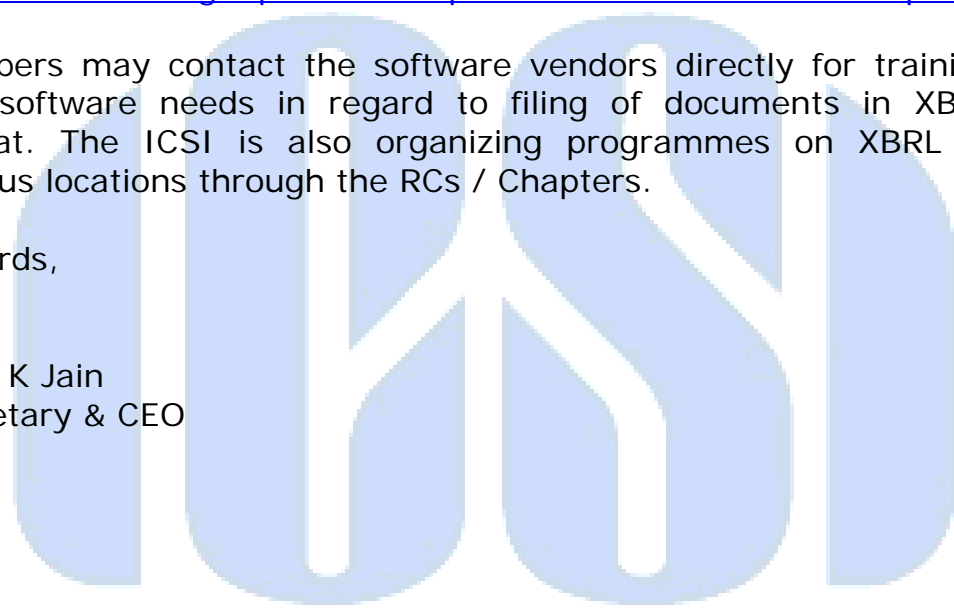 bers may contact the software vendors directly for traini
software needs in regard to filing of documents in XB
at. The ICSI is also organizing programmes on XBRL
us locations through the RCs / Chapters.
rds,
K Jain
etary & CEO
ICSI